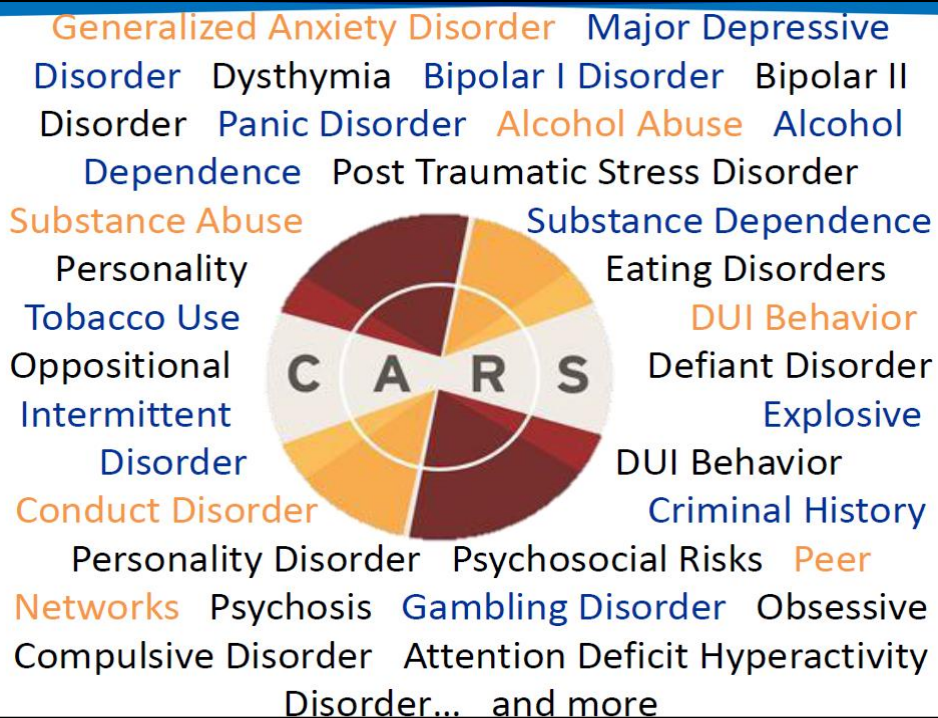 Generalized Anxiety Disorder Major Depressive
Disorder Dysthymia Bipolar I Disorder Bipolar II
Disorder Panic Disorder Alcohol Abuse Alcohol
Dependence Post Traumatic Stress Disorder
Substance Abuse Substance Dependence
Personality Eating Disorders
Tobacco Use DUI Behavior
Oppositional C A R S Defiant Disorder
Intermittent Explosive
Disorder DUI Behavior
Conduct Disorder Criminal History
Personality Disorder Psychosocial Risks Peer
Networks Psychosis Gambling Disorder Obsessive
Compulsive Disorder Attention Deficit Hyperactivity
Disorder... and more